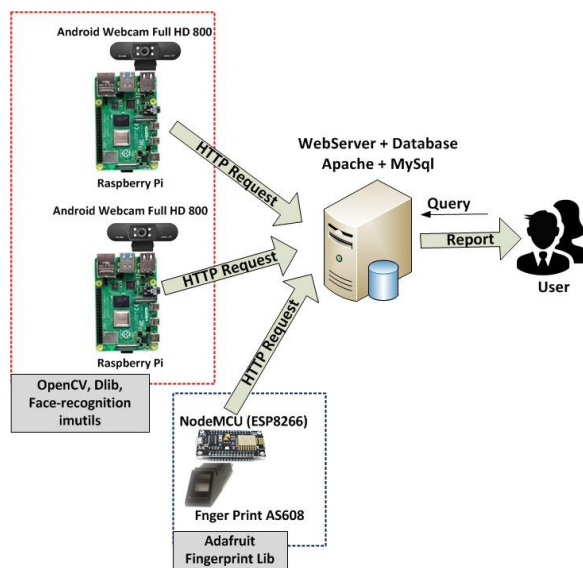 Android Webcam Full HD 800
Raspberry Pi
HTTP Request
Android Webcam Full HD 800
Raspberry Pi
HTTP Request
OpenCV, Dlib,
Face-recognition
imutils
WebServer + Database
Apache + MySql
Query
Report
User
HTTP Request
NodeMCU (ESP8266)
Fnger Print AS608
Adafruit
Fingerprint Lib